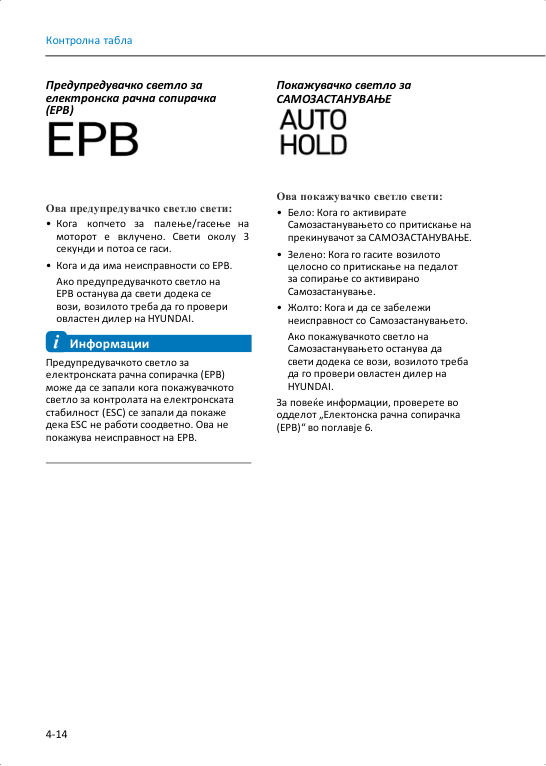 Контролна табла
Предупредувачко светло за
електронска рачна сопирачка
(EPB)
EPB
Ова предупредувачко светло свети:
• Кога копчето за палење/гасење на
моторот е вклучено. Свети околу 3
секунди и потоа се гаси.
• Кога и да има неисправности со EPB.
Ако предупредувачкото светло на
EPB останува да свети додека се
вози, возилото треба да го провери
овластен дилер на HYUNDAI.
i Информации
Предупредувачкото светло за
електронската рачна сопирачка (EPB)
може да се запали кога покажувачкото
светло за контролата на електронската
стабилност (ESC) се запали да покаже
дека ESC не работи соодветно. Ова не
покажува неисправност на EPB.
Покажувачко светло за
САМОЗАСТАНУВАЊЕ
AUTO
HOLD
Ова покажувачко светло свети:
• Бело: Кога го активирате
Самозастанувањето со притискање на
прекинувачот за САМОЗАСТАНУВАЊЕ.
• Зелено: Кога го гасите возилото
целосно со притискање на педалот
за сопирање со активирано
Самозастанување.
• Жолто: Кога и да се забележи
неисправност со Самозастанувањето.
Ако покажувачкото светло на
Самозастанувањето останува да
свети додека се вози, возилото треба
да го провери овластен дилер на
HYUNDAI.
За повеќе информации, проверете во
одделот „Електонска рачна сопирачка
(EPB)“ во поглавје 6.
4-14